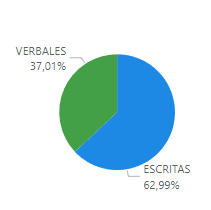 VERBALES
37,01%
ESCRITAS
62,99%